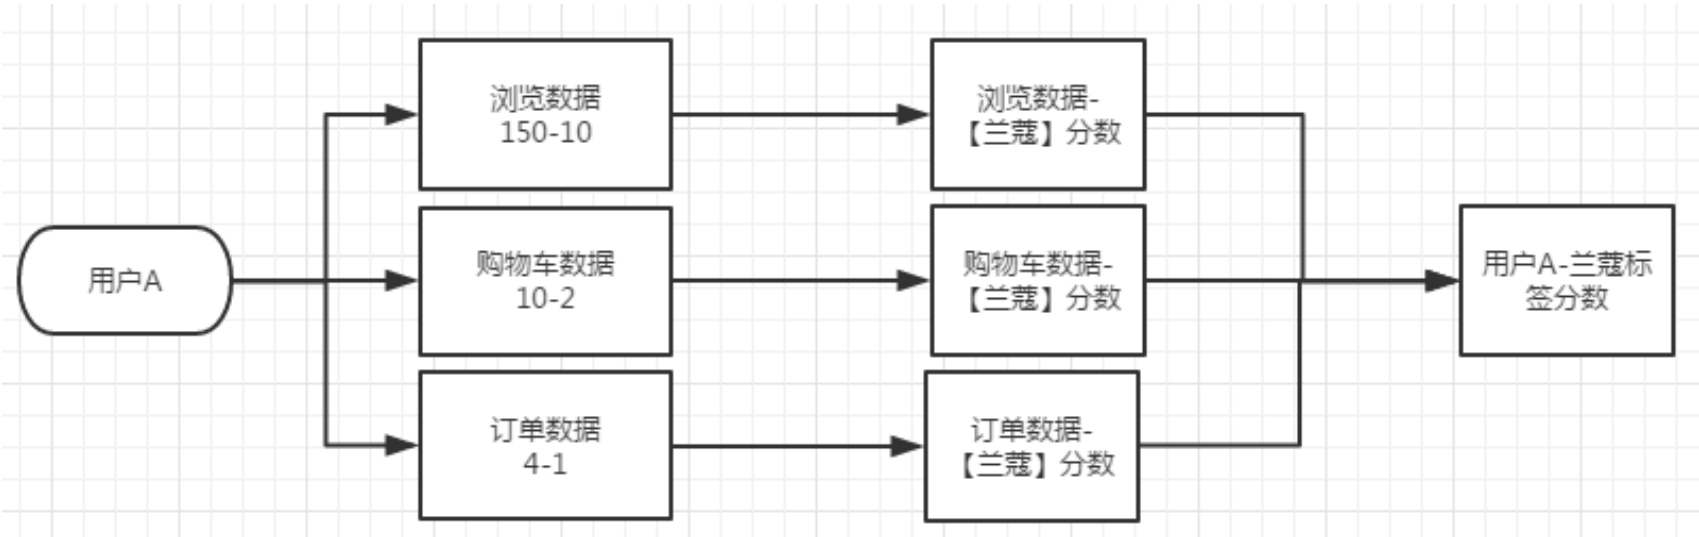 用户A
浏览数据
150-10
购物车数据
10-2
订单数据
4-1
浏览数据-
【兰蔻】分数
购物车数据-
【兰蔻】分数
订单数据-
【兰蔻】分数
用户A-兰蔻标
签分数